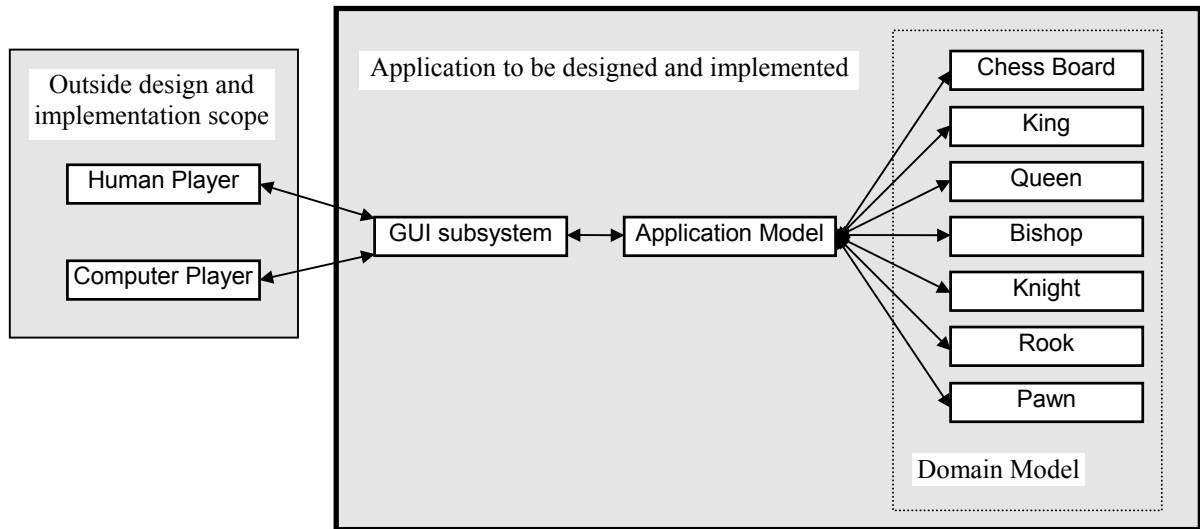 Outside design and
implementation scope
Human Player
Computer Player
Application to be designed and implemented
GUI subsystem
Application Model
Chess Board
King
Queen
Bishop
Knight
Rook
Pawn
Domain Model